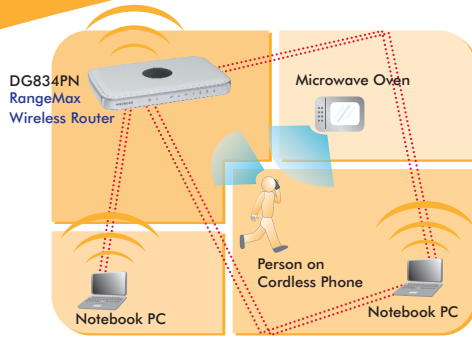 DG834PN
RangeMax
Wireless Router
Microwave Oven
Person on
Cordless Phone
Notebook PC
Notebook PC